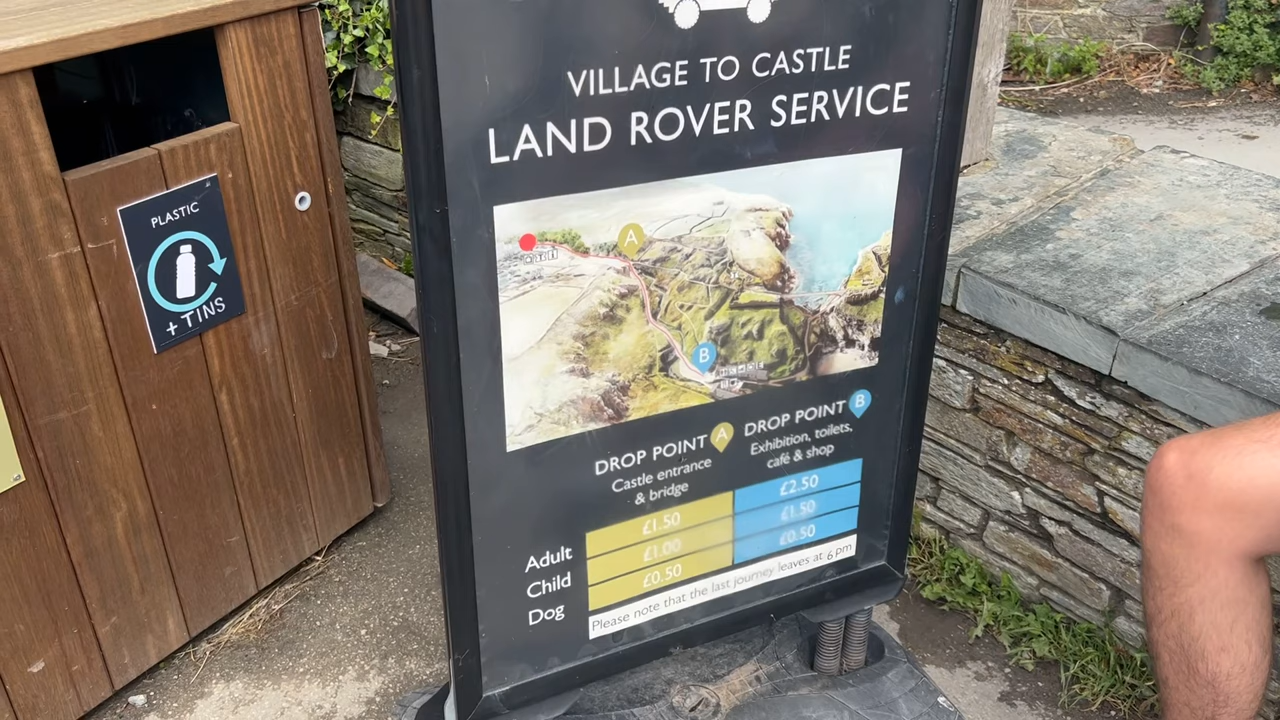 PLASTIC
+ TINS
VILLAGE TO CASTLE
LAND ROVER SERVICE
A
B
DROP POINT A
Castle entrance
& bridge
DROP POINT B
Exhibition, toilets,
café & shop
Adult £1.50 £2.50
Child £1.00 £1.50
Dog £0.50 £0.50
Please note that the last journey leaves at 6 pm